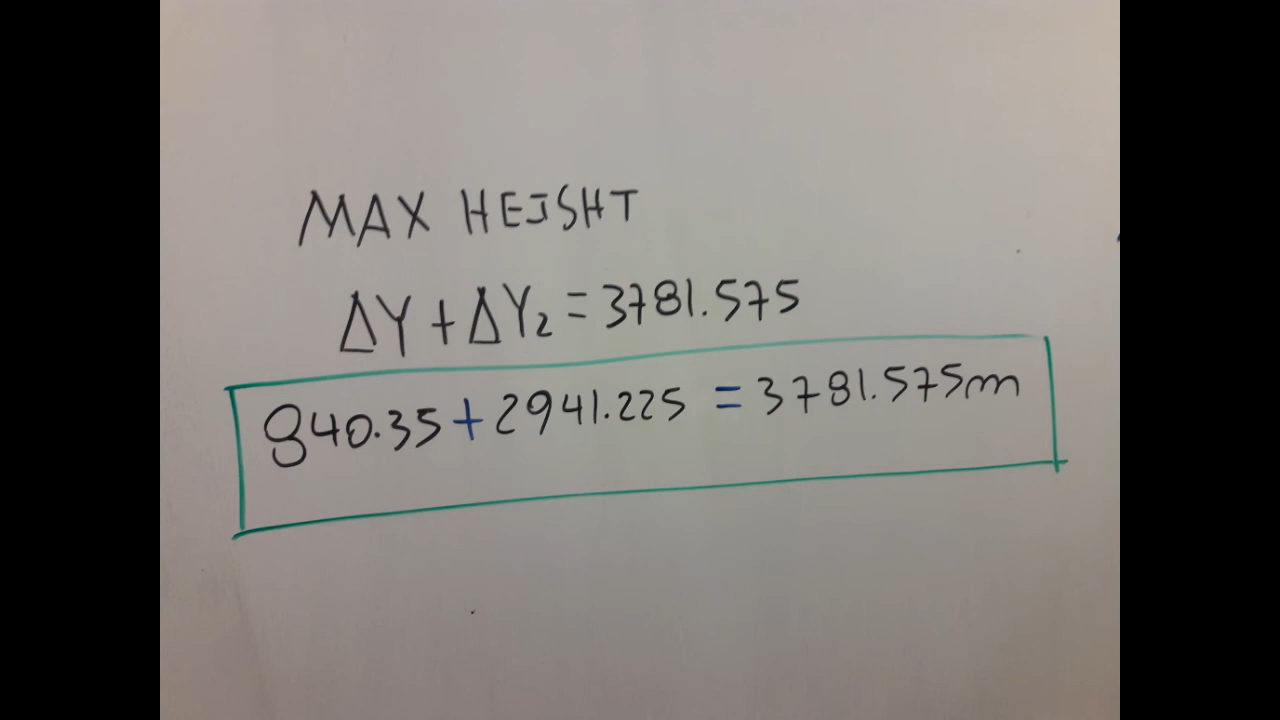 MAX HEIGHT
ΔY + ΔY₂ = 3781.575
840.35 + 2941.225 = 3781.575m